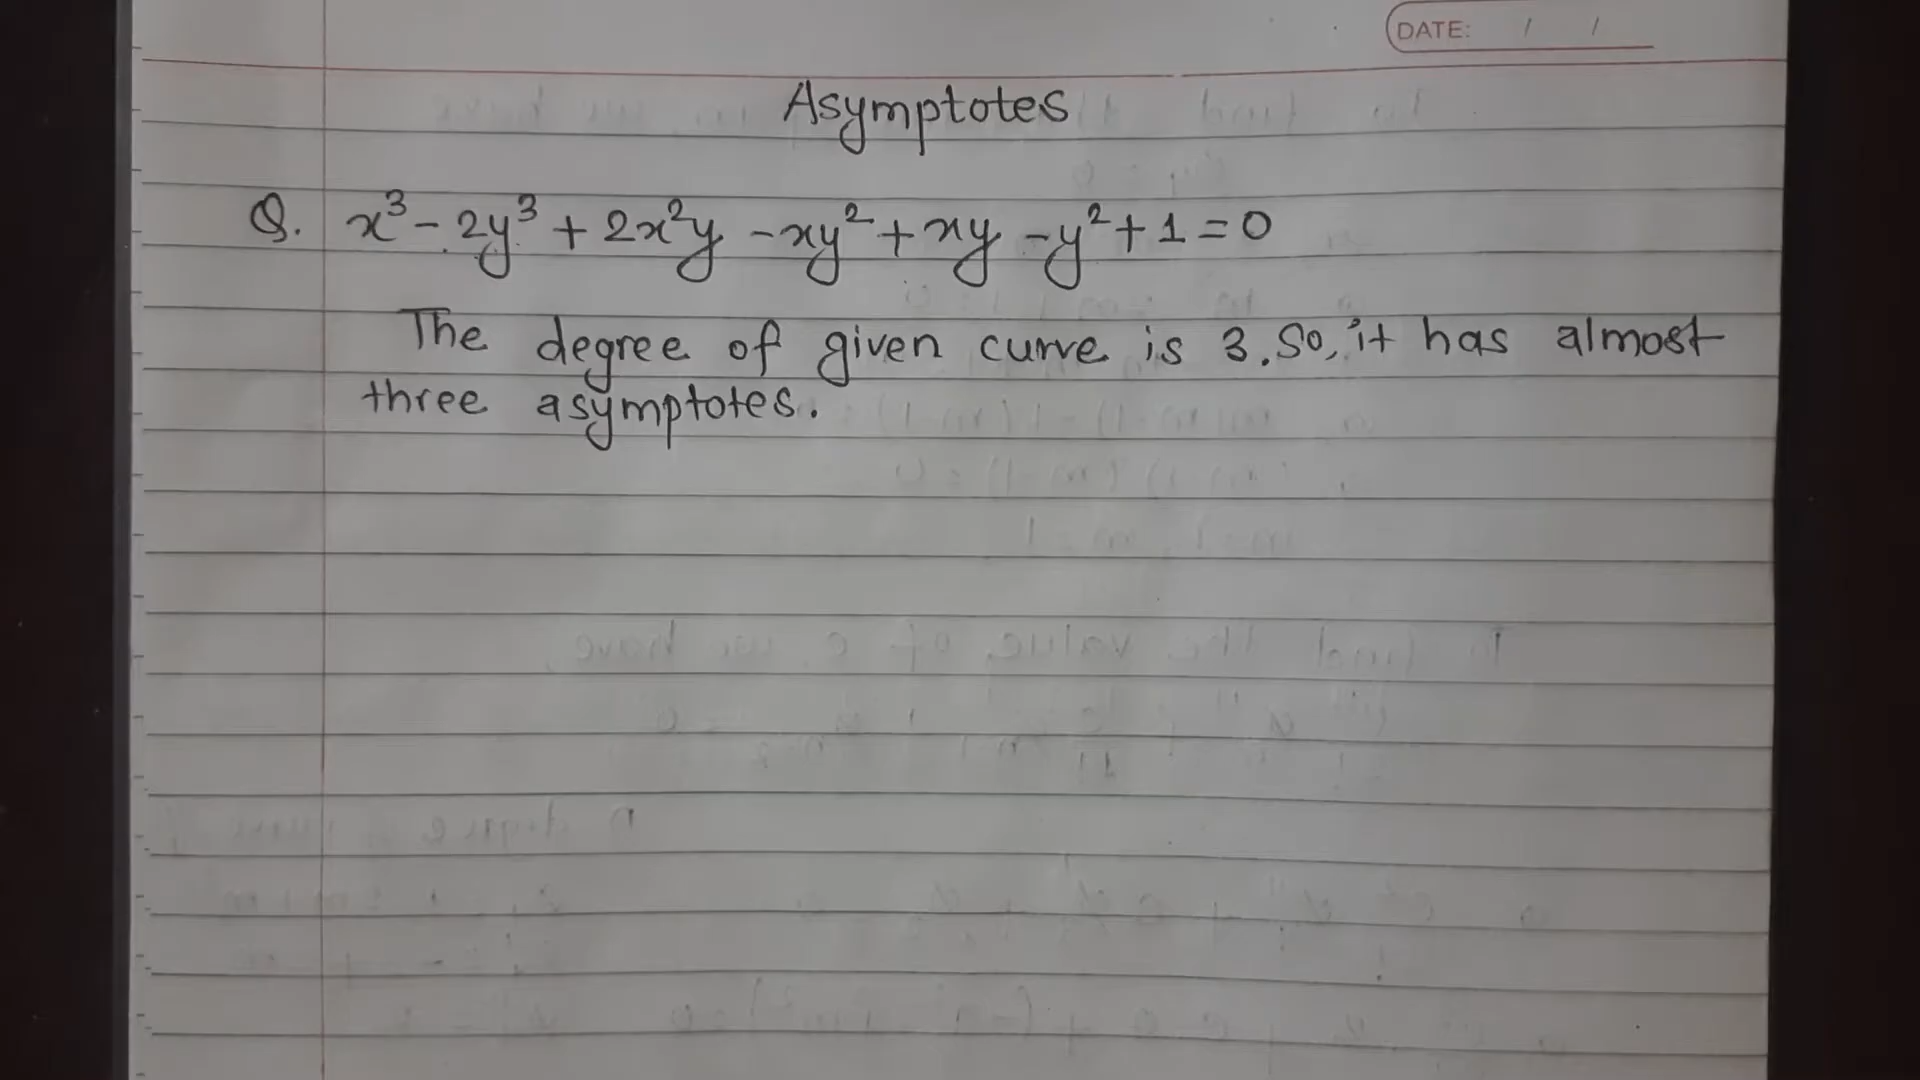 DATE: / /
Asymptotes
Q. x³ - 2y³ + 2x²y - xy² + xy - y² + 1 = 0
The degree of given curve is 3. So, it has almost
three asymptotes.